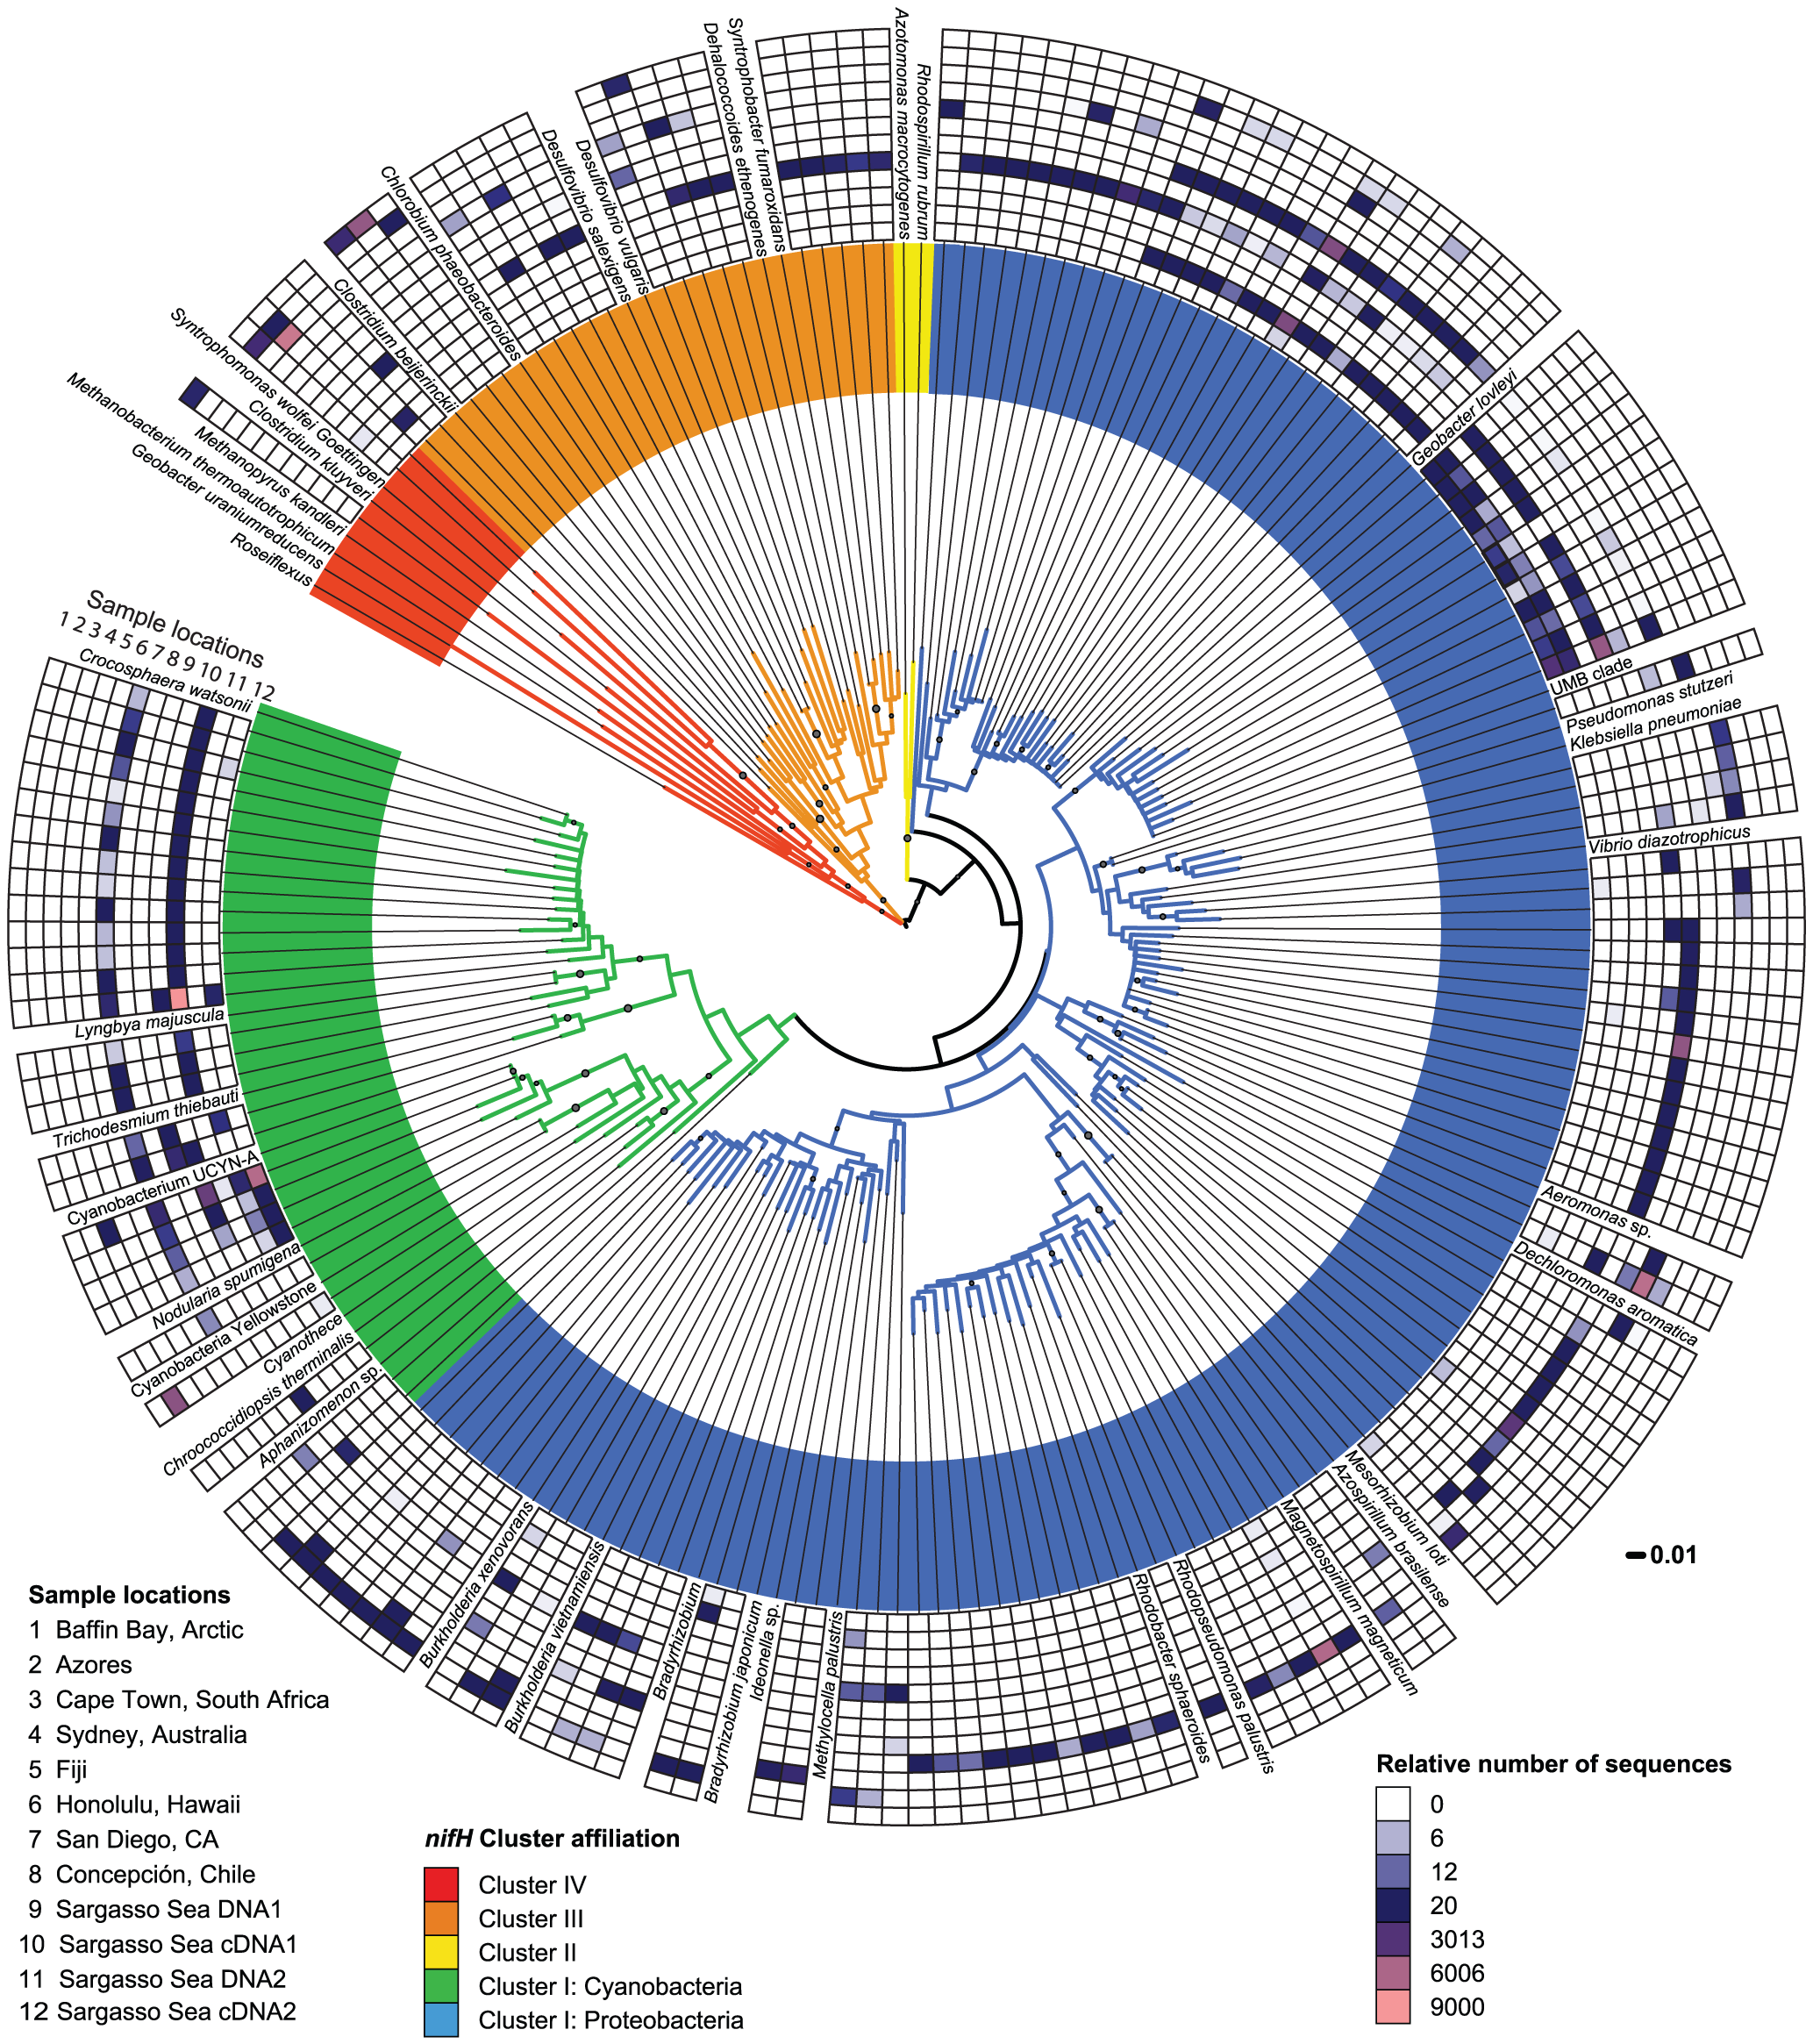 Azotomonas macrocytogenes
Rhodospirillum rubrum
Syntrophobacter fumaroxidans
Dehalococcoides ethenogenes
Desulfovibrio vulgaris
Desulfovibrio salexigens
Chlorobium phaeobacteroides
Clostridium beijerinckii
Syntrophomonas wolfei Goettingen
Clostridium kluyveri
Methanopyrus kandleri
Methanobacterium thermoautotrophicum
Geobacter uraniumreducens
Roseiflexus
Sample locations
1 2 3 4 5 6 7 8 9 10 11 12
Crocosphaera watsonii
Lyngbya majuscula
Trichodesmium thiebauti
Cyanobacterium UCYN-A
Nodularia spumigena
Cyanobacteria Yellowstone
Cyanothece
Chroococcidiopsis therminalis
Aphanizomenon sp.
Burkholderia xenovorans
Burkholderia vietnamiensis
Bradyrhizobium
Bradyrhizobium japonicum
Ideonella sp.
Methylocella palustris
Rhodobacter sphaeroides
Rhodopseudomonas palustris
Magnetospirillum magneticum
Azospirillum brasilense
Mesorhizobium loti
Dechloromonas aromatica
Aeromonas sp.
Vibrio diazotrophicus
Klebsiella pneumoniae
Pseudomonas stutzeri
UMB clade
Geobacter lovleyi
0.01
Sample locations
1 Baffin Bay, Arctic
2 Azores
3 Cape Town, South Africa
4 Sydney, Australia
5 Fiji
6 Honolulu, Hawaii
7 San Diego, CA
8 Concepción, Chile
9 Sargasso Sea DNA1
10 Sargasso Sea cDNA1
11 Sargasso Sea DNA2
12 Sargasso Sea cDNA2
nifH Cluster affiliation
Cluster IV
Cluster III
Cluster II
Cluster I: Cyanobacteria
Cluster I: Proteobacteria
Relative number of sequences
0
6
12
20
3013
6006
9000